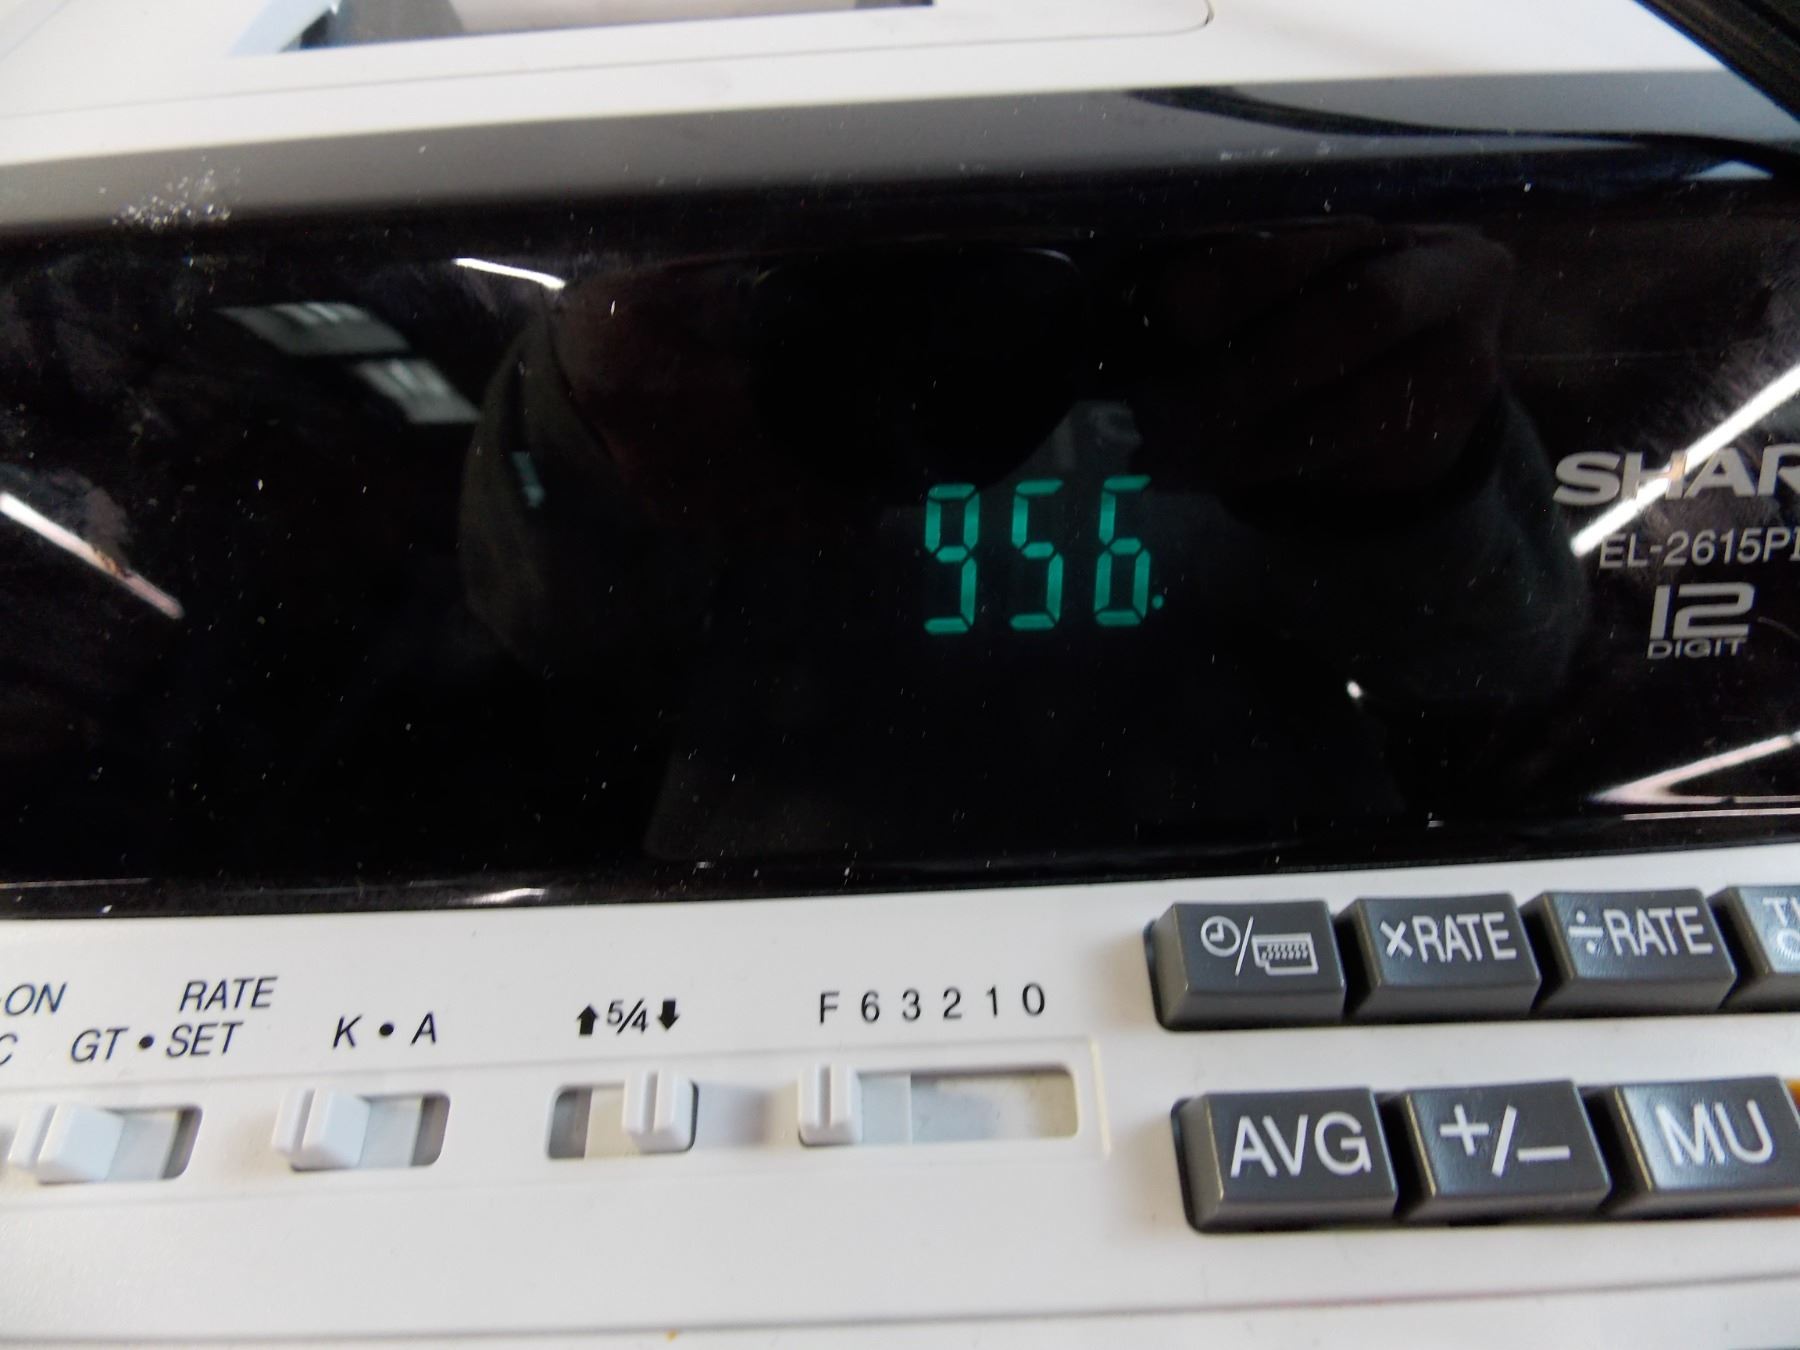 956.
SHAR
EL-2615PI
12
DIGIT
×RATE ÷RATE
-ON RATE
C GT • SET K • A ⬆5/4⬇ F 6 3 2 1 0
AVG +/− MU